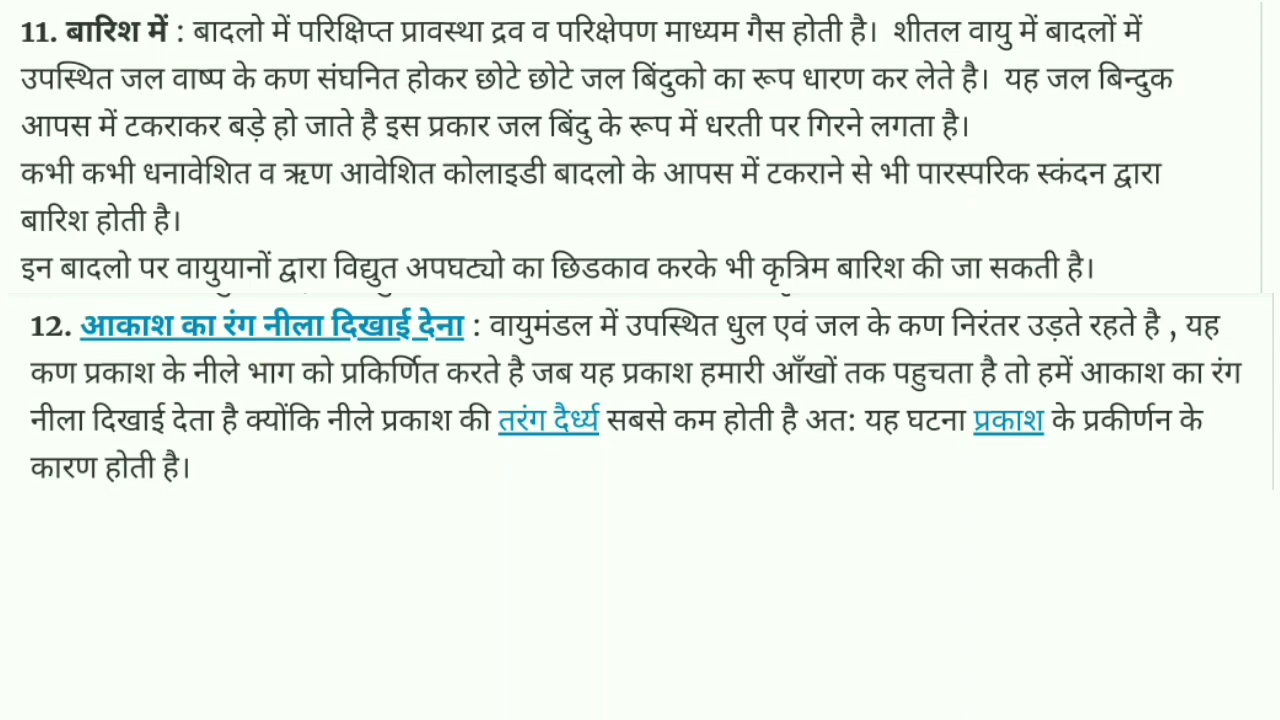 11. बारिश में : बादलो में परिक्षिप्त प्रावस्था द्रव व परिक्षेपण माध्यम गैस होती है। शीतल वायु में बादलों में
उपस्थित जल वाष्प के कण संघनित होकर छोटे छोटे जल बिंदुको का रूप धारण कर लेते है। यह जल बिन्दुक
आपस में टकराकर बड़े हो जाते है इस प्रकार जल बिंदु के रूप में धरती पर गिरने लगता है।
कभी कभी धनावेशित व ऋण आवेशित कोलाइडी बादलो के आपस में टकराने से भी पारस्परिक स्कंदन द्वारा
बारिश होती है।
इन बादलो पर वायुयानों द्वारा विद्युत अपघट्यो का छिडकाव करके भी कृत्रिम बारिश की जा सकती है।
12. आकाश का रंग नीला दिखाई देना : वायुमंडल में उपस्थित धुल एवं जल के कण निरंतर उड़ते रहते है , यह
कण प्रकाश के नीले भाग को प्रकिर्णित करते है जब यह प्रकाश हमारी आँखों तक पहुचता है तो हमें आकाश का रंग
नीला दिखाई देता है क्योंकि नीले प्रकाश की तरंग दैर्ध्य सबसे कम होती है अत: यह घटना प्रकाश के प्रकीर्णन के
कारण होती है।